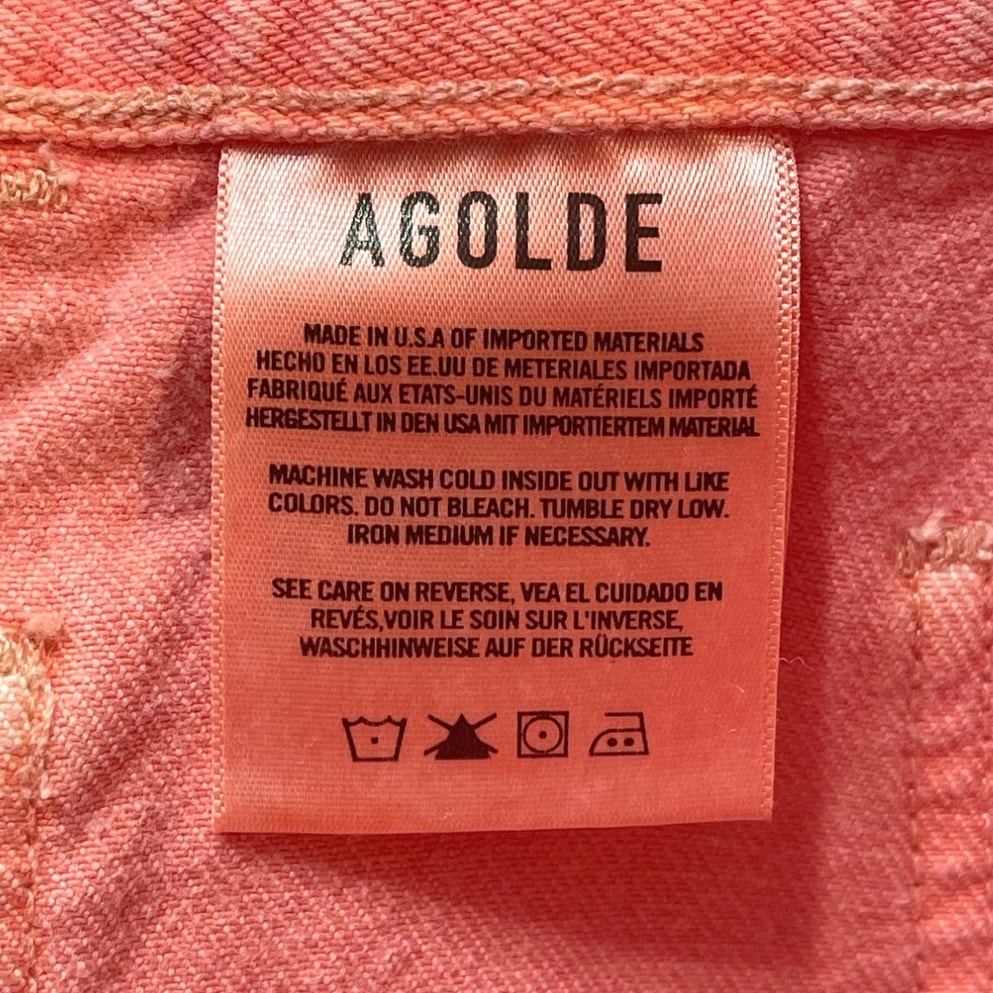 AGOLDE
MADE IN U.S.A OF IMPORTED MATERIALS
HECHO EN LOS EE.UU DE METERIALES IMPORTADA
FABRIQUÉ AUX ETATS-UNIS DU MATÉRIELS IMPORTÉ
HERGESTELLT IN DEN USA MIT IMPORTIERTEM MATERIAL
MACHINE WASH COLD INSIDE OUT WITH LIKE
COLORS. DO NOT BLEACH. TUMBLE DRY LOW.
IRON MEDIUM IF NECESSARY.
SEE CARE ON REVERSE, VEA EL CUIDADO EN
REVÉS,VOIR LE SOIN SUR L'INVERSE,
WASCHHINWEISE AUF DER RÜCKSEITE